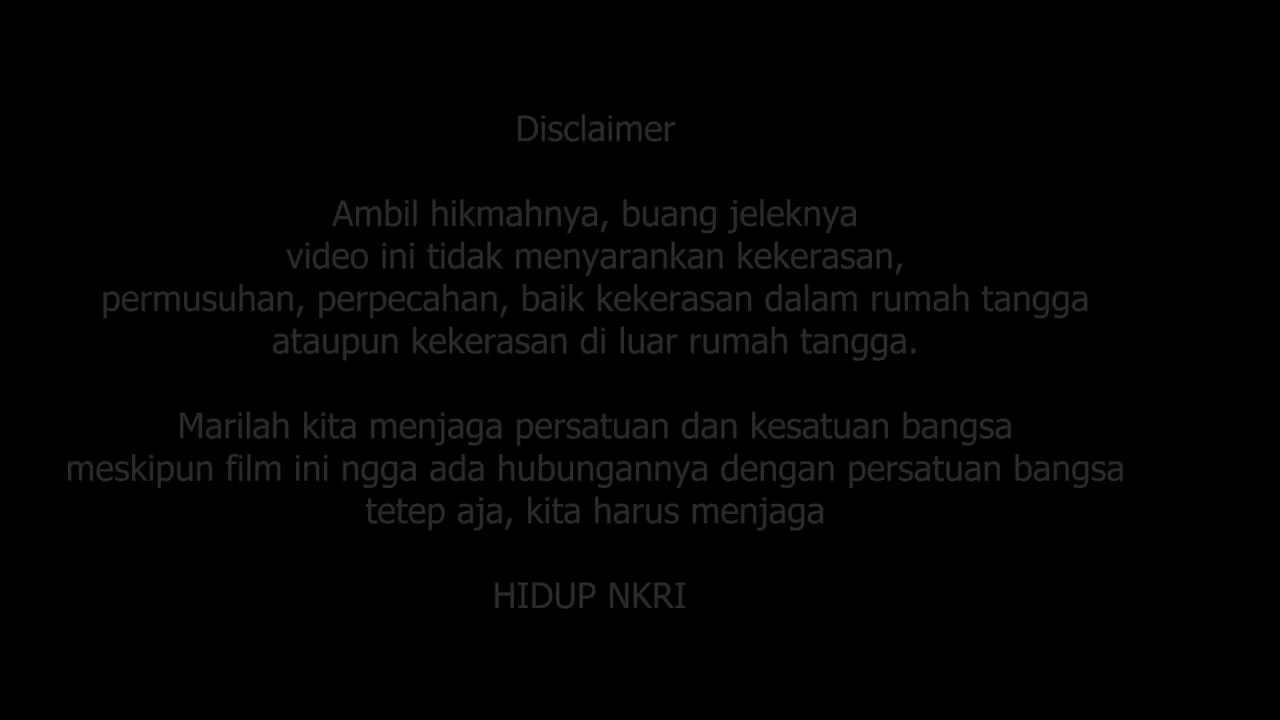 Disclaimer
Ambil hikmahnya, buang jeleknya
video ini tidak menyarankan kekerasan,
permusuhan, perpecahan, baik kekerasan dalam rumah tangga
ataupun kekerasan di luar rumah tangga.
Marilah kita menjaga persatuan dan kesatuan bangsa
meskipun film ini ngga ada hubungannya dengan persatuan bangsa
tetep aja, kita harus menjaga
HIDUP NKRI